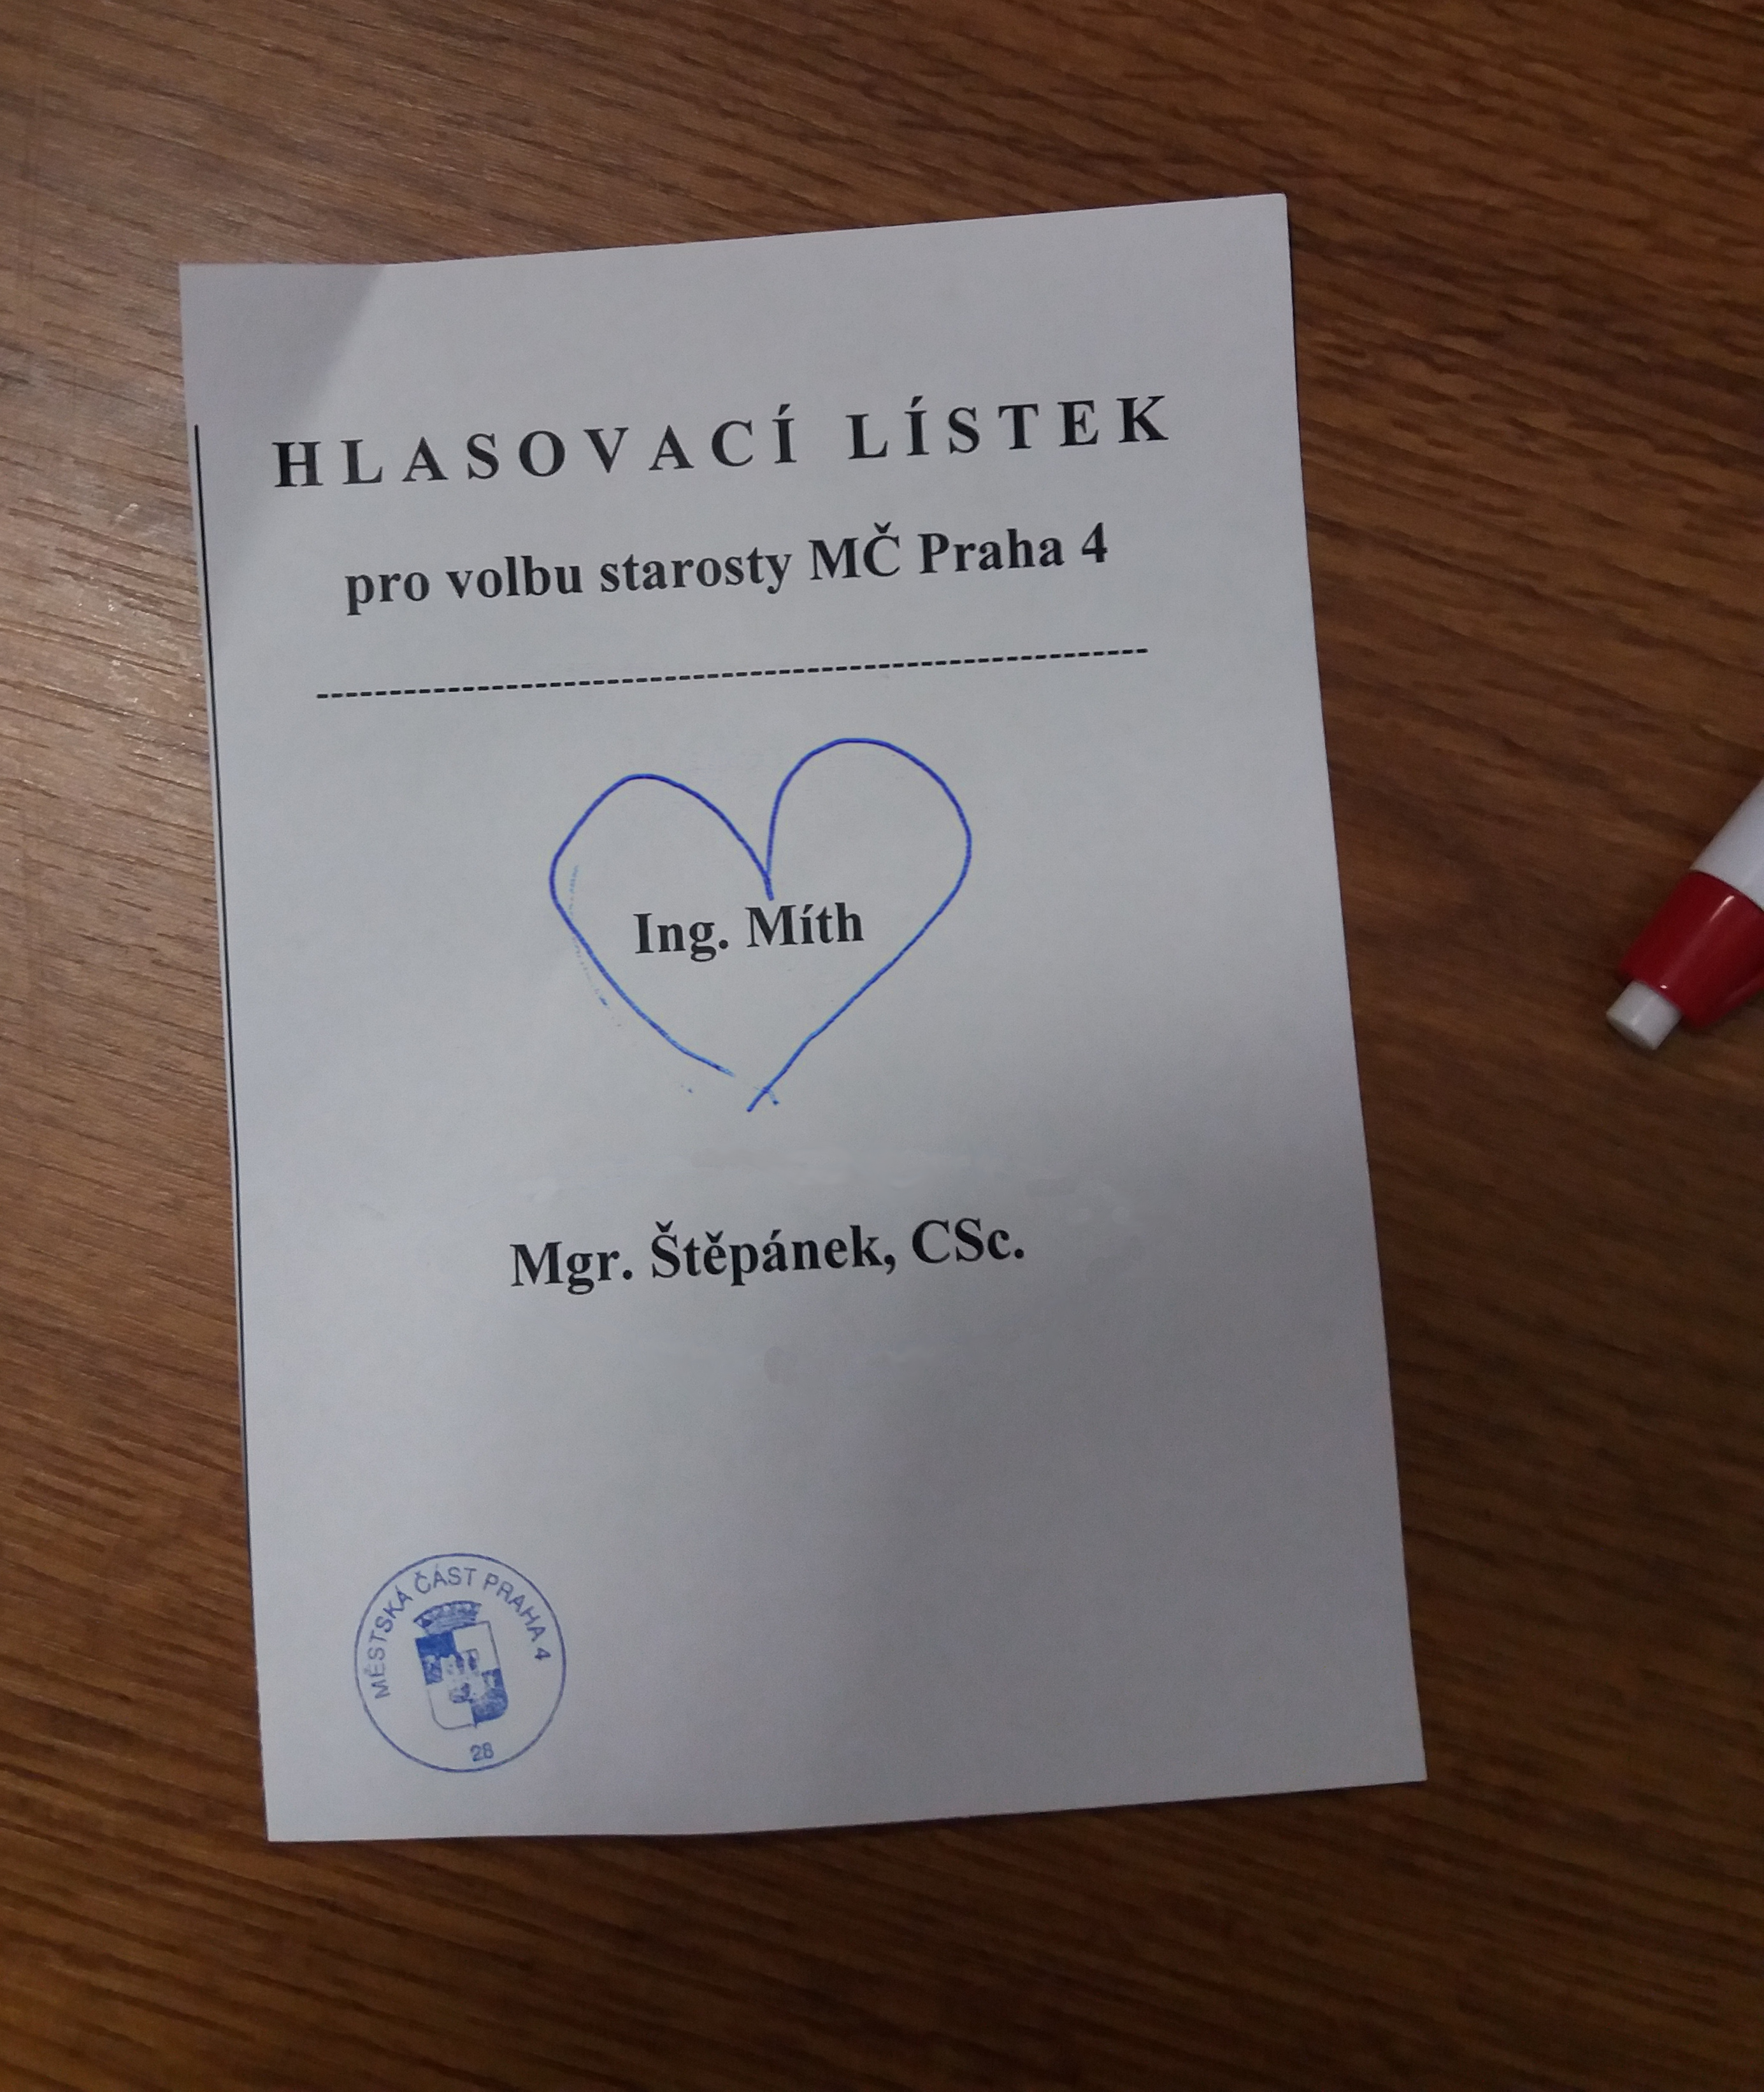 HLASOVACÍ LÍSTEK
pro volbu starosty MČ Praha 4
Ing. Míth
Mgr. Štěpánek, CSc.
MĚSTSKÁ ČÁST PRAHA 4
28